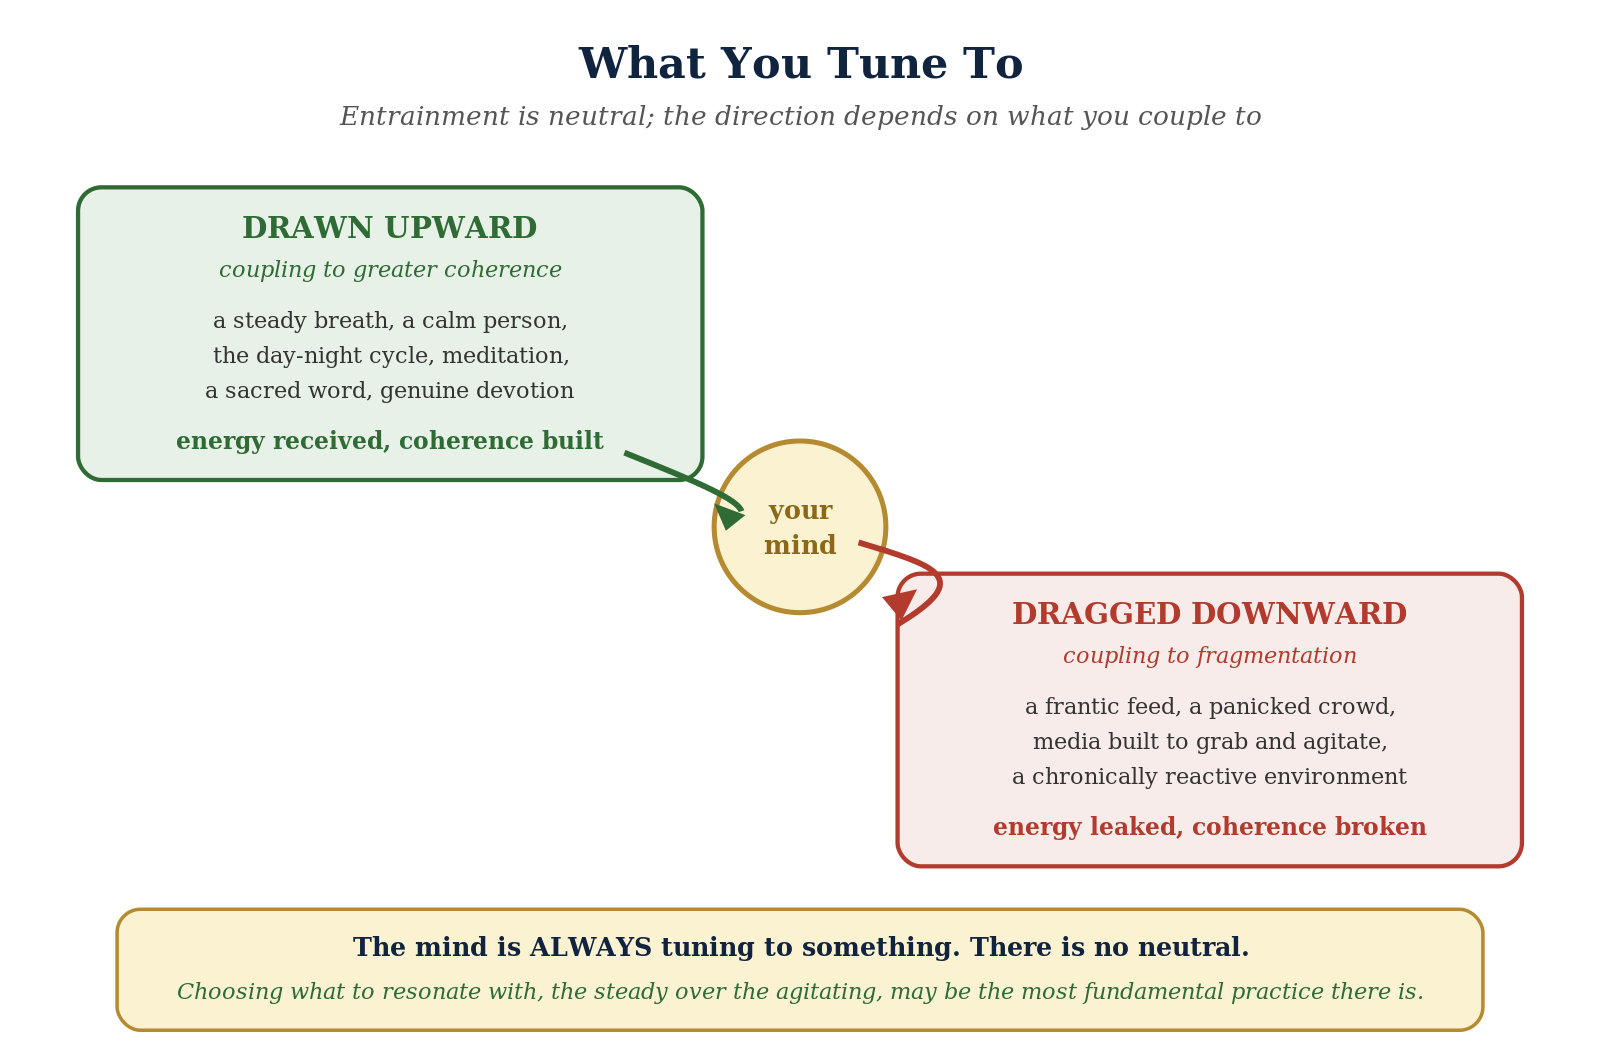 What You Tune To
Entrainment is neutral; the direction depends on what you couple to
DRAWN UPWARD
coupling to greater coherence
a steady breath, a calm person,
the day-night cycle, meditation,
a sacred word, genuine devotion
energy received, coherence built
your
mind
DRAGGED DOWNWARD
coupling to fragmentation
a frantic feed, a panicked crowd,
media built to grab and agitate,
a chronically reactive environment
energy leaked, coherence broken
The mind is ALWAYS tuning to something. There is no neutral.
Choosing what to resonate with, the steady over the agitating, may be the most fundamental practice there is.